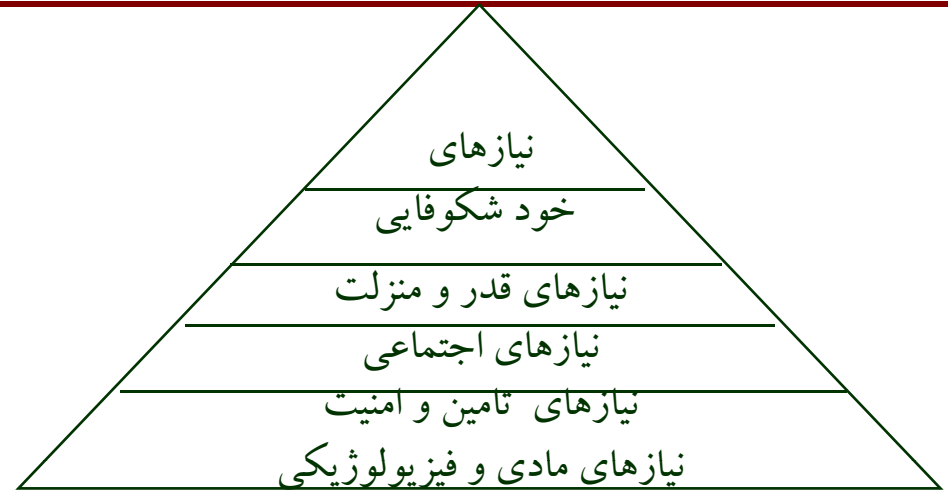 نیازهای
خود شکوفایی
نیازهای قدر و منزلت
نیازهای اجتماعی
نیازهای تامین و امنیت
نیازهای مادی و فیزیولوژیکی